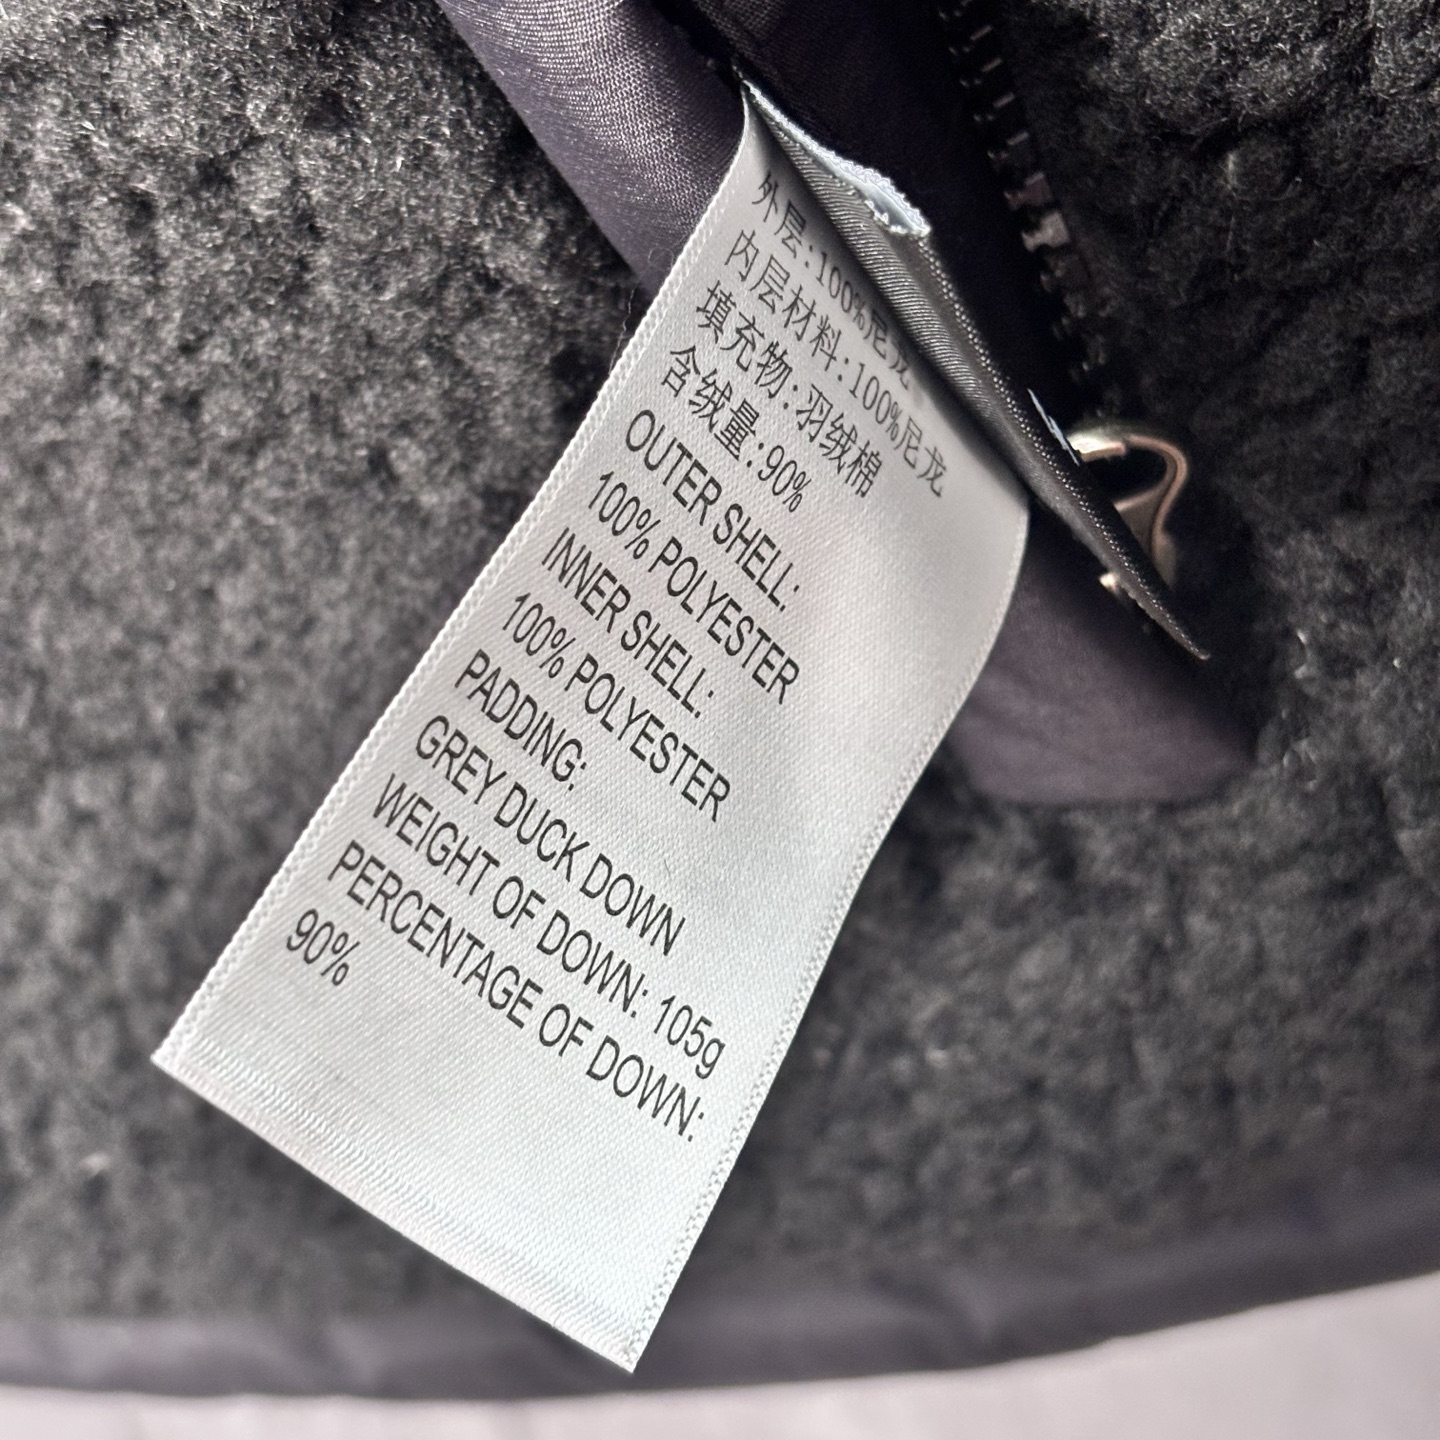 外层:100%尼龙
内层材料:100%尼龙
填充物:羽绒棉
含绒量:90%
OUTER SHELL:
100% POLYESTER
INNER SHELL:
100% POLYESTER
PADDING:
GREY DUCK DOWN
WEIGHT OF DOWN: 105g
PERCENTAGE OF DOWN:
90%